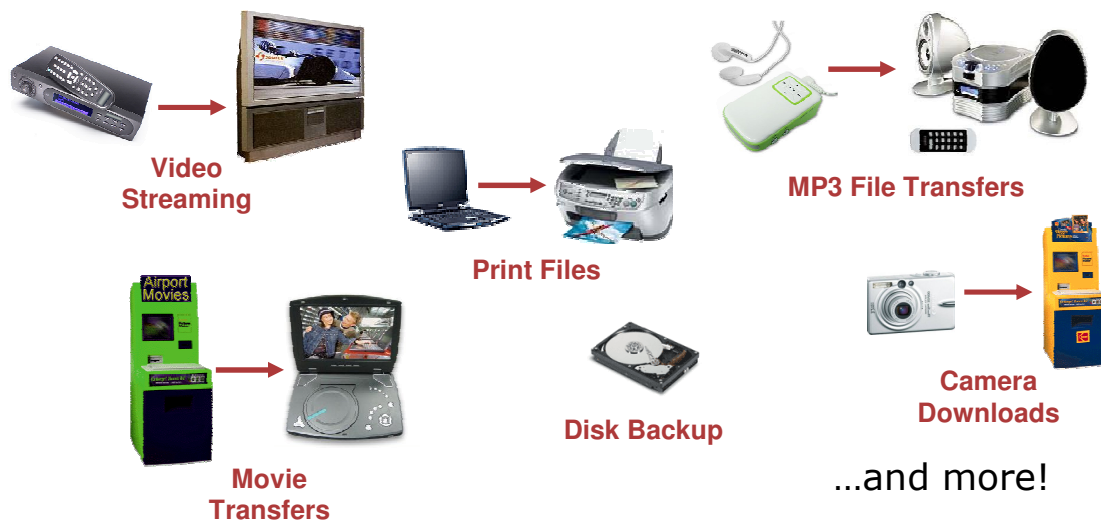 Video
Streaming
MP3 File Transfers
Print Files
Airport
Movies
Movie
Transfers
Disk Backup
Camera
Downloads
...and more!